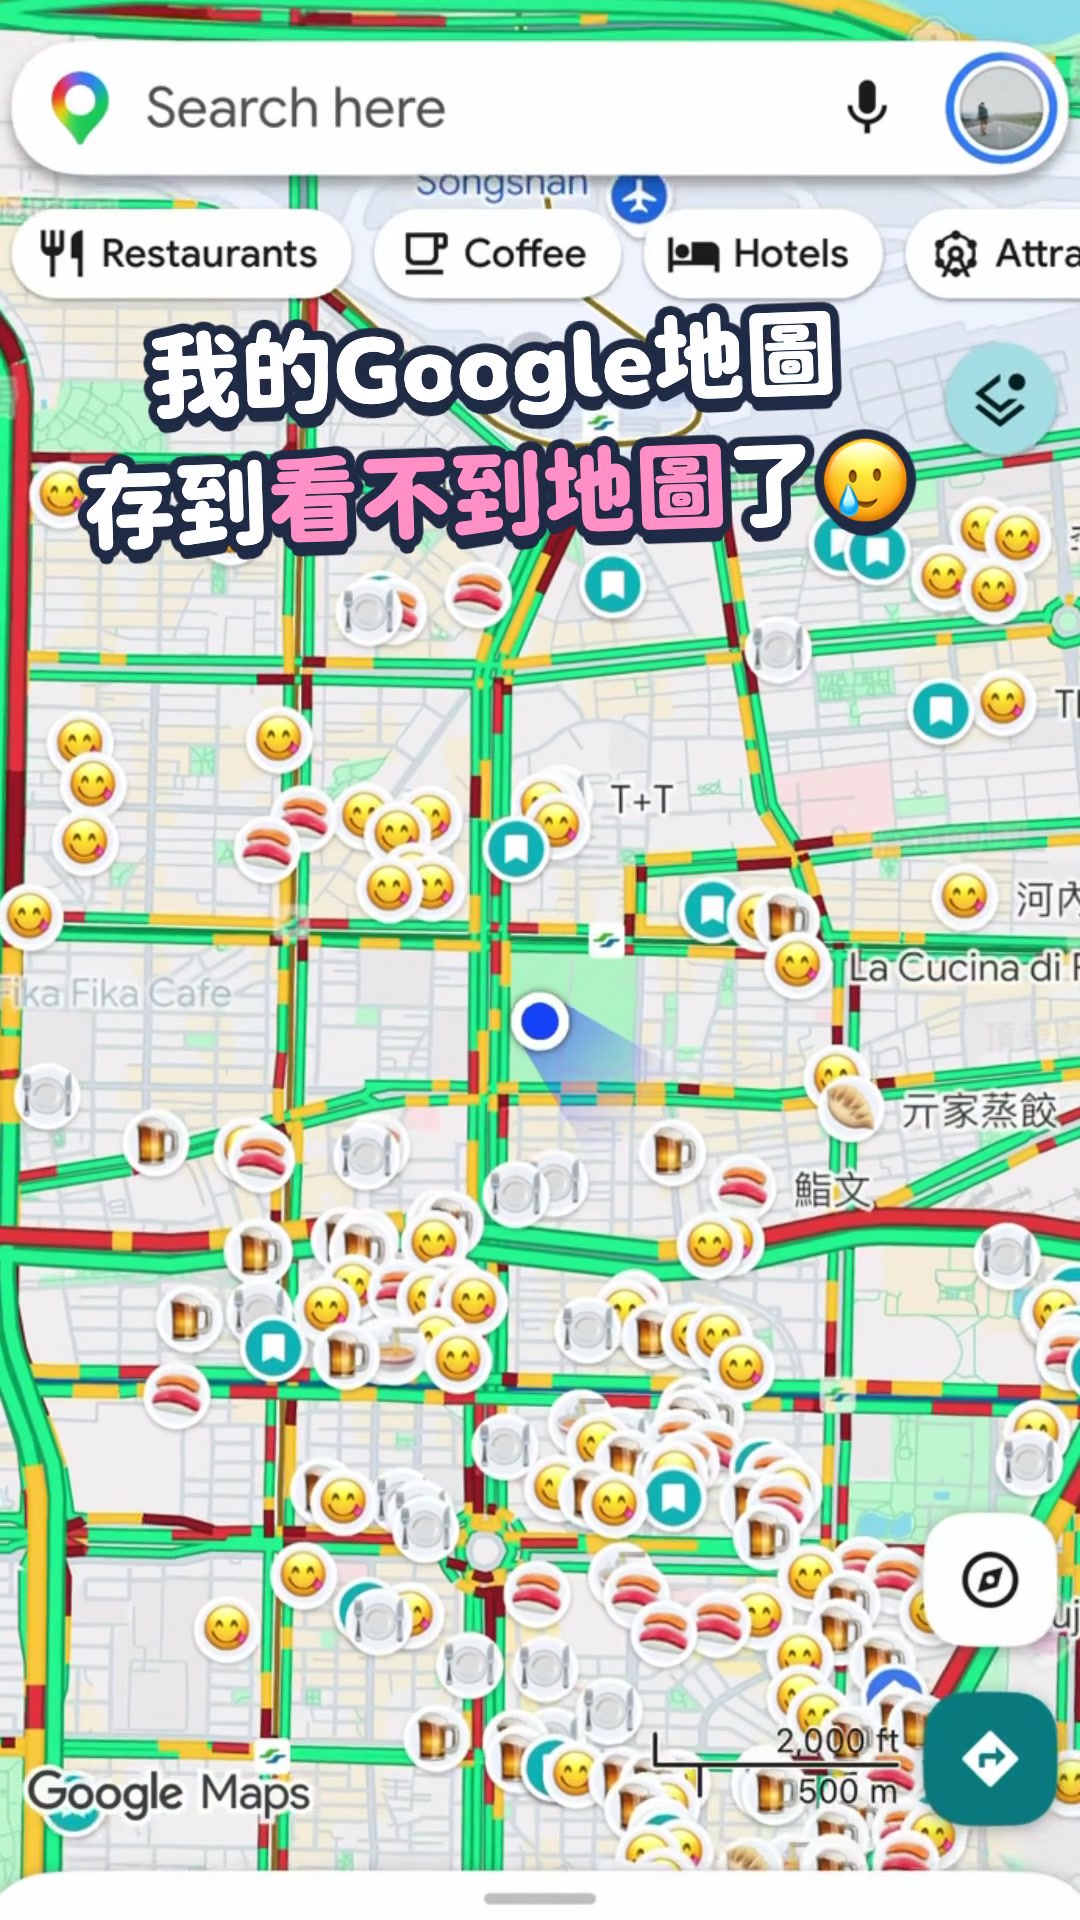 Search here
Songshan
Restaurants
Coffee
Hotels
Attra
我的Google地圖
存到看不到地圖了
T+T
河內
La Cucina di F
Fika Fika Cafe
亓家蒸餃
鮨文
2,000 ft
500 m
Google Maps